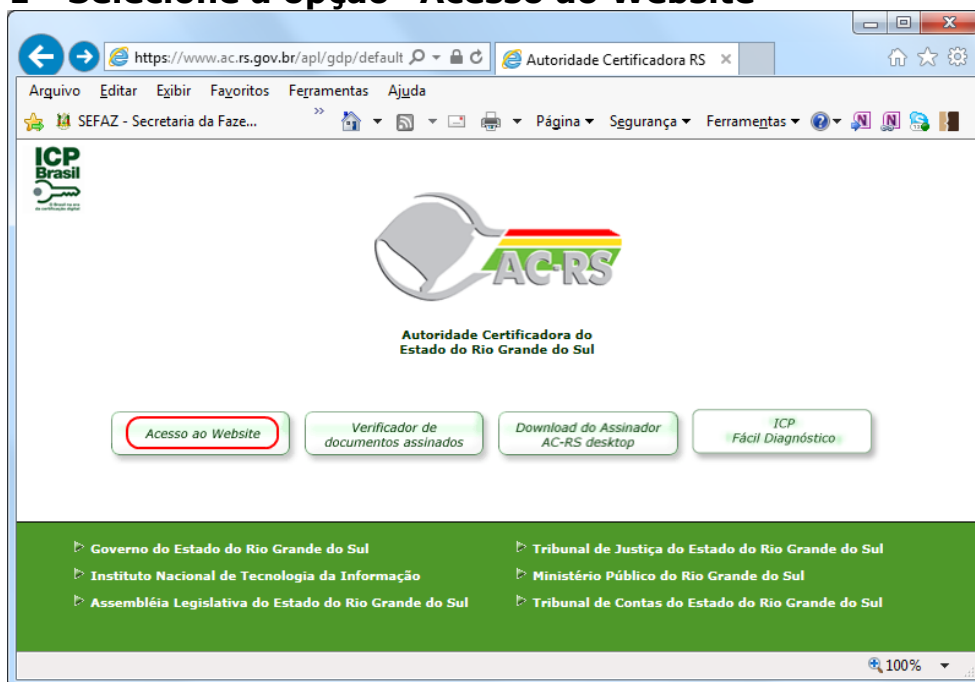 Selecione a opção "Acesso ao Website"
https://www.ac.rs.gov.br/apl/gdp/default
Autoridade Certificadora RS
Arquivo Editar Exibir Favoritos Ferramentas Ajuda
SEFAZ - Secretaria da Faze... » Página Segurança Ferramentas
ICP
Brasil
AC-RS
Autoridade Certificadora do
Estado do Rio Grande do Sul
Acesso ao Website
Verificador de
documentos assinados
Download do Assinador
AC-RS desktop
ICP
Fácil Diagnóstico
Governo do Estado do Rio Grande do Sul
Tribunal de Justiça do Estado do Rio Grande do Sul
Instituto Nacional de Tecnologia da Informação
Ministério Público do Rio Grande do Sul
Assembléia Legislativa do Estado do Rio Grande do Sul
Tribunal de Contas do Estado do Rio Grande do Sul
100%